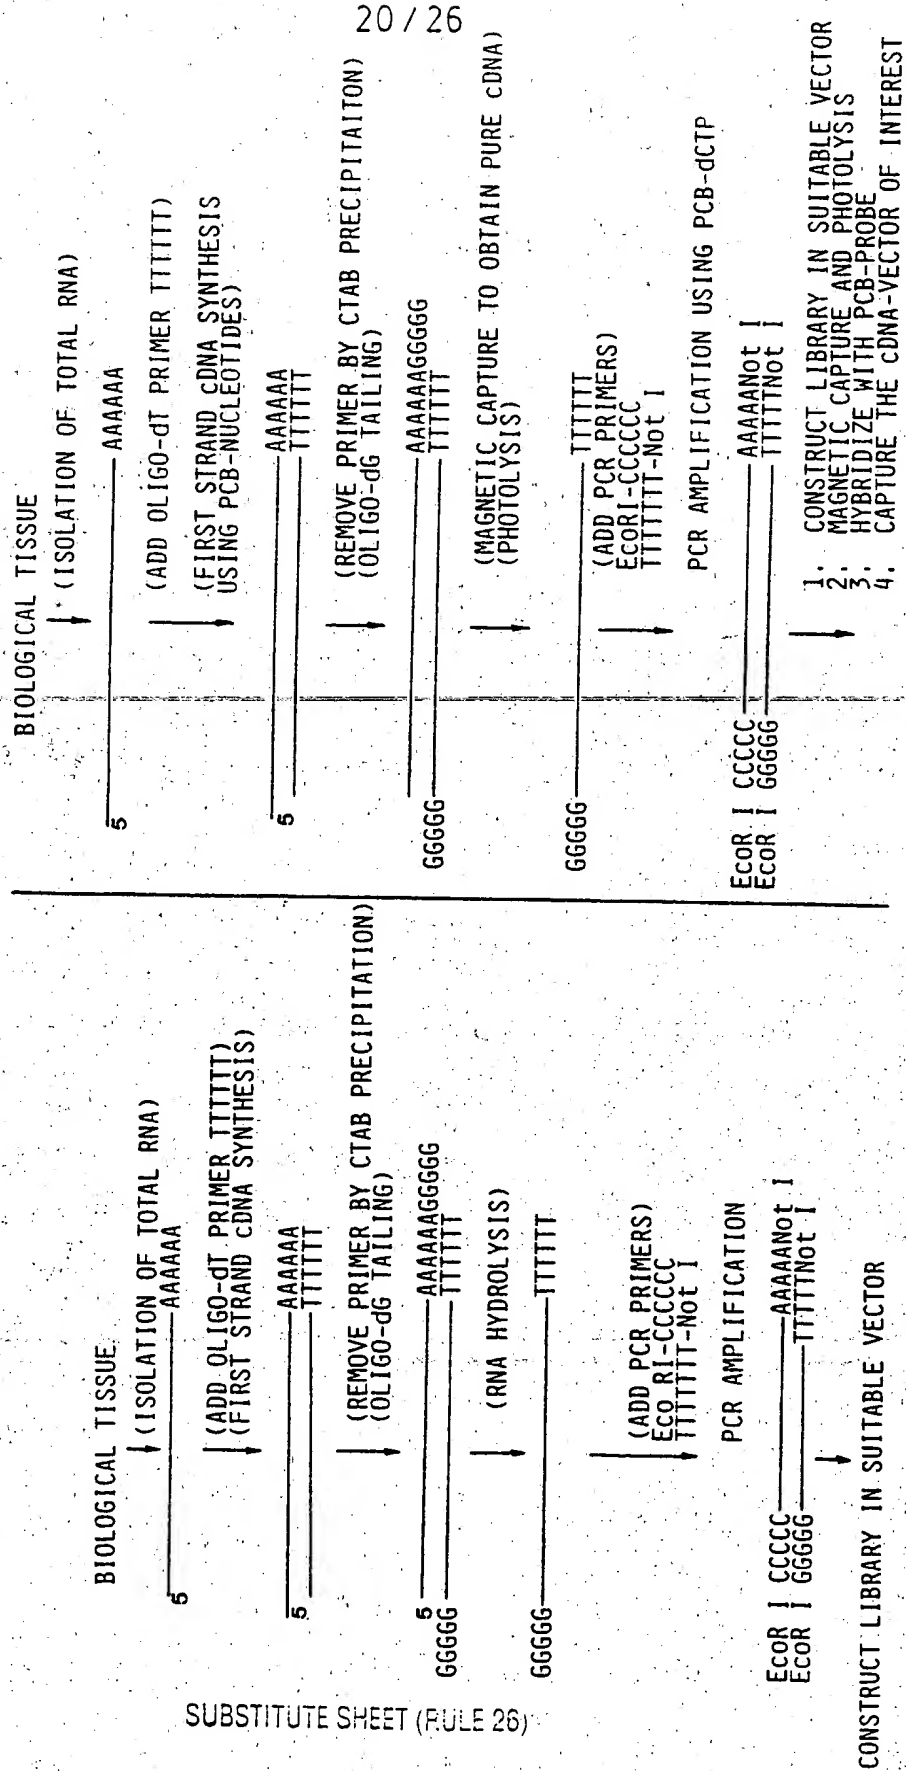 20 / 26
BIOLOGICAL TISSUE
(ISOLATION OF TOTAL RNA)
AAAAAA
5
(ADD OLIGO-dT PRIMER TTTTTT)
(FIRST STRAND cDNA SYNTHESIS)
AAAAAA
5
TTTTTT
(REMOVE PRIMER BY CTAB PRECIPITATION)
(OLIGO-dG TAILING)
5
AAAAAAGGGGG
GGGGG
TTTTTT
(RNA HYDROLYSIS)
GGGGG
TTTTTT
(ADD PCR PRIMERS)
Eco RI-CCCCCC
TTTTTTT-Not I
PCR AMPLIFICATION
EcoR I CCCCC AAAAANot I
EcoR I GGGGG TTTTTNot I
CONSTRUCT LIBRARY IN SUITABLE VECTOR
BIOLOGICAL TISSUE
(ISOLATION OF TOTAL RNA)
AAAAAA
5
(ADD OLIGO-dT PRIMER TTTTTT)
(FIRST STRAND cDNA SYNTHESIS
USING PCB-NUCLEOTIDES)
AAAAAA
5
TTTTTT
(REMOVE PRIMER BY CTAB PRECIPITAITON)
(OLIGO-dG TAILING)
AAAAAAGGGGG
GGGGG
TTTTTT
(MAGNETIC CAPTURE TO OBTAIN PURE cDNA)
(PHOTOLYSIS)
GGGGG
TTTTTT
(ADD PCR PRIMERS)
EcoRI-CCCCCC
TTTTTTT-Not I
PCR AMPLIFICATION USING PCB-dCTP
EcoR I CCCCC AAAAANot I
EcoR I GGGGG TTTTTNot I
1. CONSTRUCT LIBRARY IN SUITABLE VECTOR
2. MAGNETIC CAPTURE AND PHOTOLYSIS
3. HYBRIDIZE WITH PCB-PROBE
4. CAPTURE THE cDNA-VECTOR OF INTEREST
SUBSTITUTE SHEET (RULE 26)